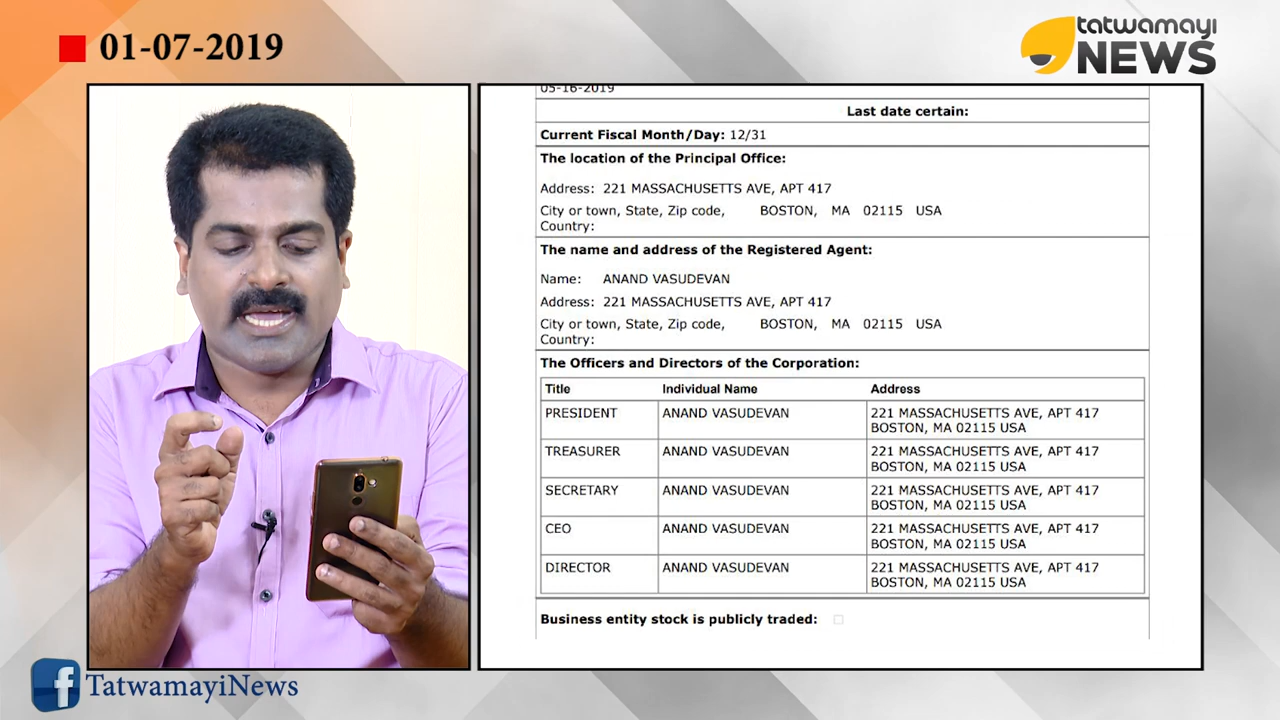 01-07-2019
tatwamayi
NEWS
05-16-2019
Last date certain:
Current Fiscal Month/Day: 12/31
The location of the Principal Office:
Address: 221 MASSACHUSETTS AVE, APT 417
City or town, State, Zip code, BOSTON, MA 02115 USA
Country:
The name and address of the Registered Agent:
Name: ANAND VASUDEVAN
Address: 221 MASSACHUSETTS AVE, APT 417
City or town, State, Zip code, BOSTON, MA 02115 USA
Country:
The Officers and Directors of the Corporation:
Title Individual Name Address
PRESIDENT ANAND VASUDEVAN 221 MASSACHUSETTS AVE, APT 417
BOSTON, MA 02115 USA
TREASURER ANAND VASUDEVAN 221 MASSACHUSETTS AVE, APT 417
BOSTON, MA 02115 USA
SECRETARY ANAND VASUDEVAN 221 MASSACHUSETTS AVE, APT 417
BOSTON, MA 02115 USA
CEO ANAND VASUDEVAN 221 MASSACHUSETTS AVE, APT 417
BOSTON, MA 02115 USA
DIRECTOR ANAND VASUDEVAN 221 MASSACHUSETTS AVE, APT 417
BOSTON, MA 02115 USA
Business entity stock is publicly traded:
f TatwamayiNews